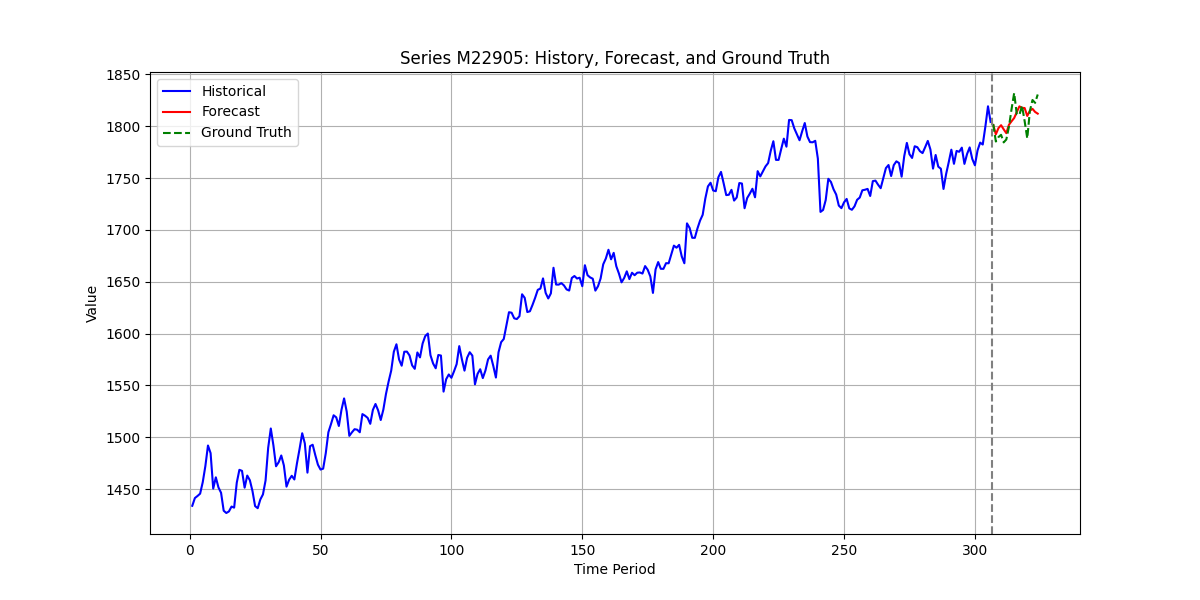 Series M22905: History, Forecast, and Ground Truth
Historical
Forecast
Ground Truth
Value
1850
1800
1750
1700
1650
1600
1550
1500
1450
0 50 100 150 200 250 300
Time Period